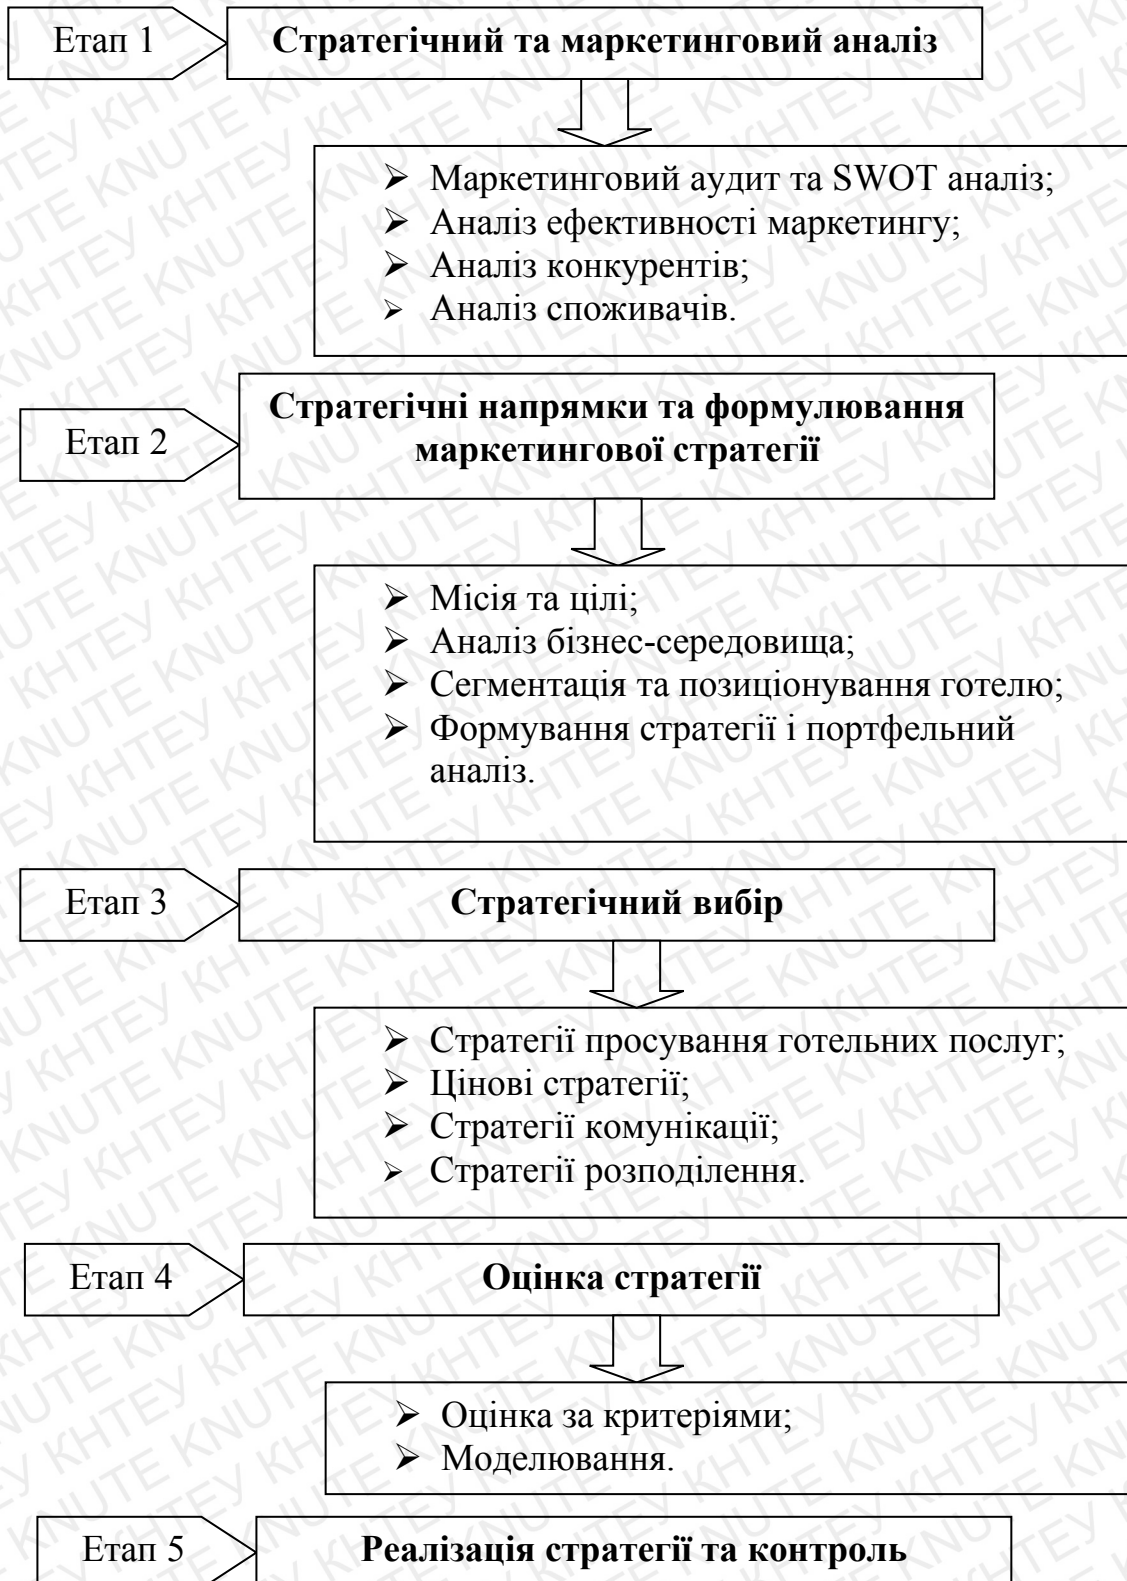 Етап 1
Стратегічний та маркетинговий аналіз
➢ Маркетинговий аудит та SWOT аналіз;
➢ Аналіз ефективності маркетингу;
➢ Аналіз конкурентів;
➢ Аналіз споживачів.
Етап 2
Стратегічні напрямки та формулювання
маркетингової стратегії
➢ Місія та цілі;
➢ Аналіз бізнес-середовища;
➢ Сегментація та позиціонування готелю;
➢ Формування стратегії і портфельний
аналіз.
Етап 3
Стратегічний вибір
➢ Стратегії просування готельних послуг;
➢ Цінові стратегії;
➢ Стратегії комунікації;
➢ Стратегії розподілення.
Етап 4
Оцінка стратегії
➢ Оцінка за критеріями;
➢ Моделювання.
Етап 5
Реалізація стратегії та контроль